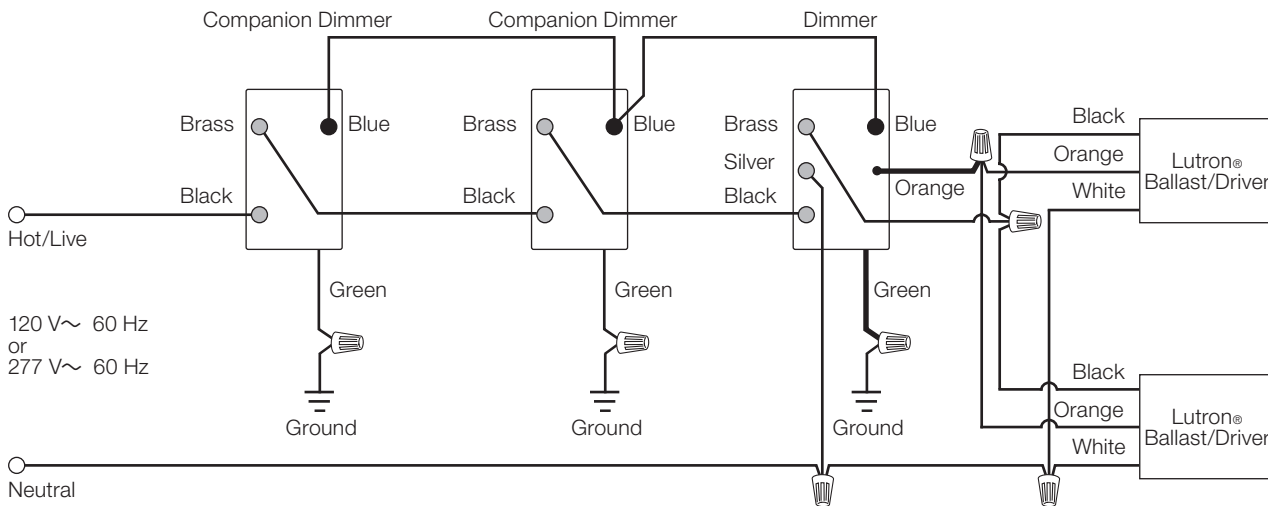 Companion Dimmer
Companion Dimmer
Dimmer
Brass
Blue
Brass
Blue
Brass
Blue
Black
Silver
Orange
Orange
Lutron®
Ballast/Driver
White
Black
Black
Black
Hot/Live
Green
Green
Green
120 V~ 60 Hz
or
277 V~ 60 Hz
Ground
Ground
Ground
Black
Orange
Lutron®
Ballast/Driver
White
Neutral